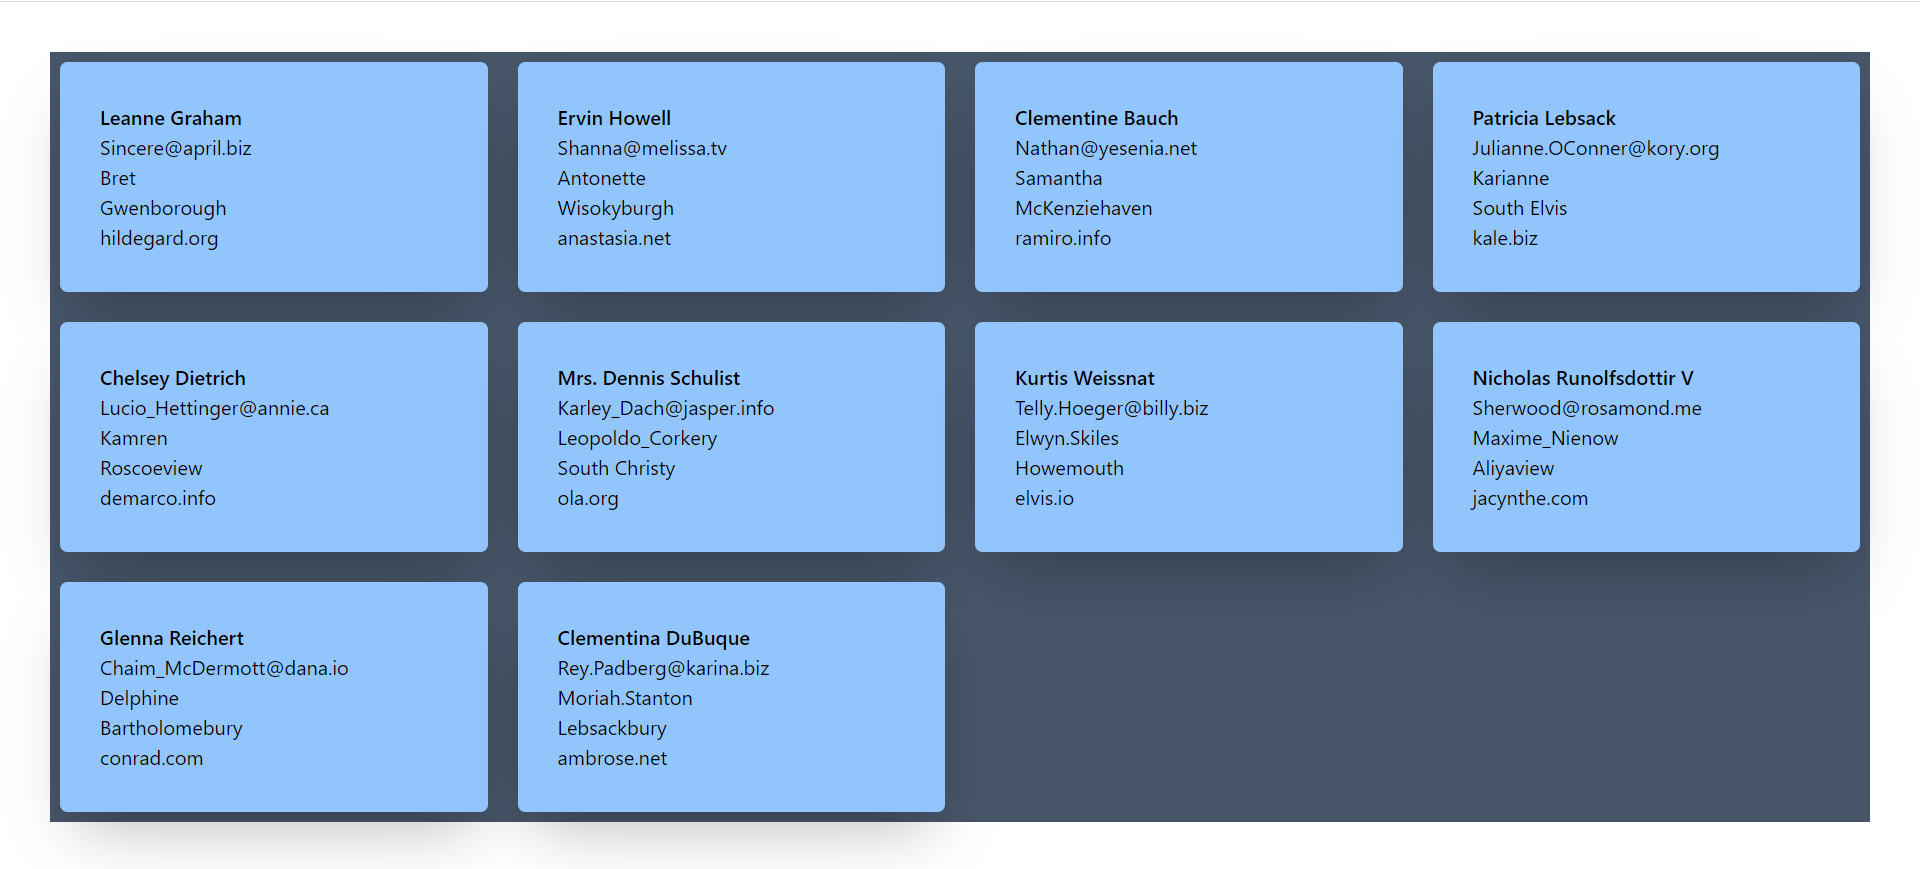 Leanne Graham
Sincere@april.biz
Bret
Gwenborough
hildegard.org
Ervin Howell
Shanna@melissa.tv
Antonette
Wisokyburgh
anastasia.net
Clementine Bauch
Nathan@yesenia.net
Samantha
McKenziehaven
ramiro.info
Patricia Lebsack
Julianne.OConner@kory.org
Karianne
South Elvis
kale.biz
Chelsey Dietrich
Lucio_Hettinger@annie.ca
Kamren
Roscoeview
demarco.info
Mrs. Dennis Schulist
Karley_Dach@jasper.info
Leopoldo_Corkery
South Christy
ola.org
Kurtis Weissnat
Telly.Hoeger@billy.biz
Elwyn.Skiles
Howemouth
elvis.io
Nicholas Runolfsdottir V
Sherwood@rosamond.me
Maxime_Nienow
Aliyaview
jacynthe.com
Glenna Reichert
Chaim_McDermott@dana.io
Delphine
Bartholomebury
conrad.com
Clementina DuBuque
Rey.Padberg@karina.biz
Moriah.Stanton
Lebsackbury
ambrose.net